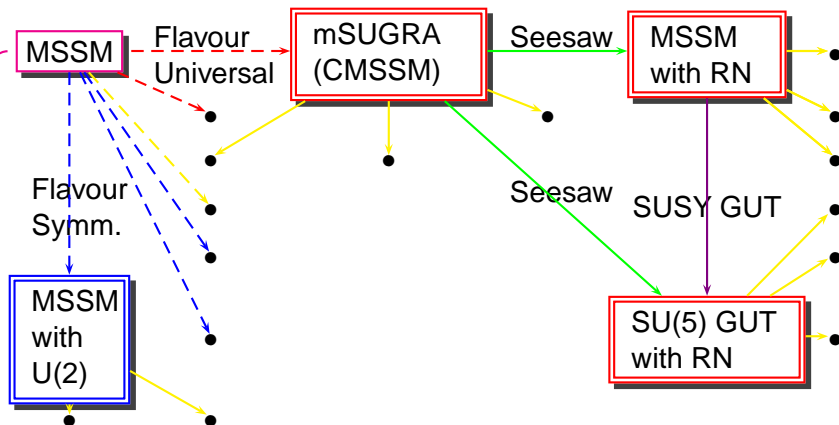 MSSM
Flavour
Universal
mSUGRA
(CMSSM)
Seesaw
MSSM
with RN
Flavour
Symm.
Seesaw
SUSY GUT
MSSM
with
U(2)
SU(5) GUT
with RN